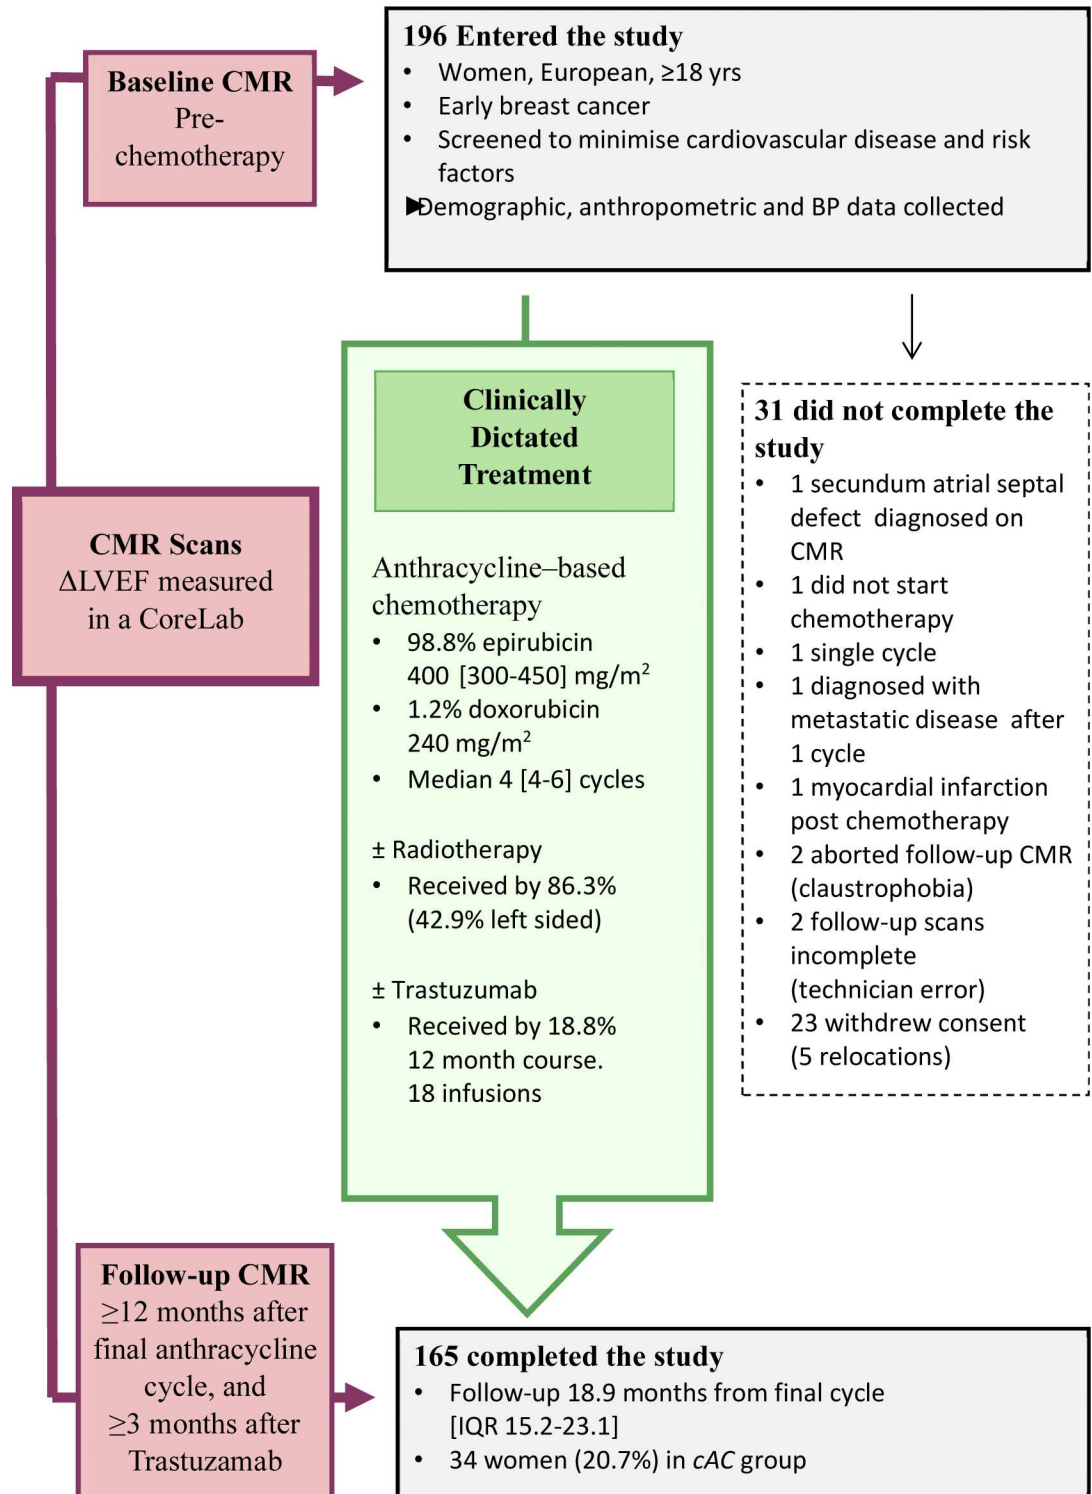 Baseline CMR
Pre-
chemotherapy
196 Entered the study
• Women, European, ≥18 yrs
• Early breast cancer
• Screened to minimise cardiovascular disease and risk
factors
►Demographic, anthropometric and BP data collected
CMR Scans
ΔLVEF measured
in a CoreLab
Clinically
Dictated
Treatment
Anthracycline–based
chemotherapy
• 98.8% epirubicin
400 [300-450] mg/m²
• 1.2% doxorubicin
240 mg/m²
• Median 4 [4-6] cycles
± Radiotherapy
• Received by 86.3%
(42.9% left sided)
± Trastuzumab
• Received by 18.8%
12 month course.
18 infusions
31 did not complete the
study
• 1 secundum atrial septal
defect diagnosed on
CMR
• 1 did not start
chemotherapy
• 1 single cycle
• 1 diagnosed with
metastatic disease after
1 cycle
• 1 myocardial infarction
post chemotherapy
• 2 aborted follow-up CMR
(claustrophobia)
• 2 follow-up scans
incomplete
(technician error)
• 23 withdrew consent
(5 relocations)
Follow-up CMR
≥12 months after
final anthracycline
cycle, and
≥3 months after
Trastuzamab
165 completed the study
• Follow-up 18.9 months from final cycle
[IQR 15.2-23.1]
• 34 women (20.7%) in cAC group